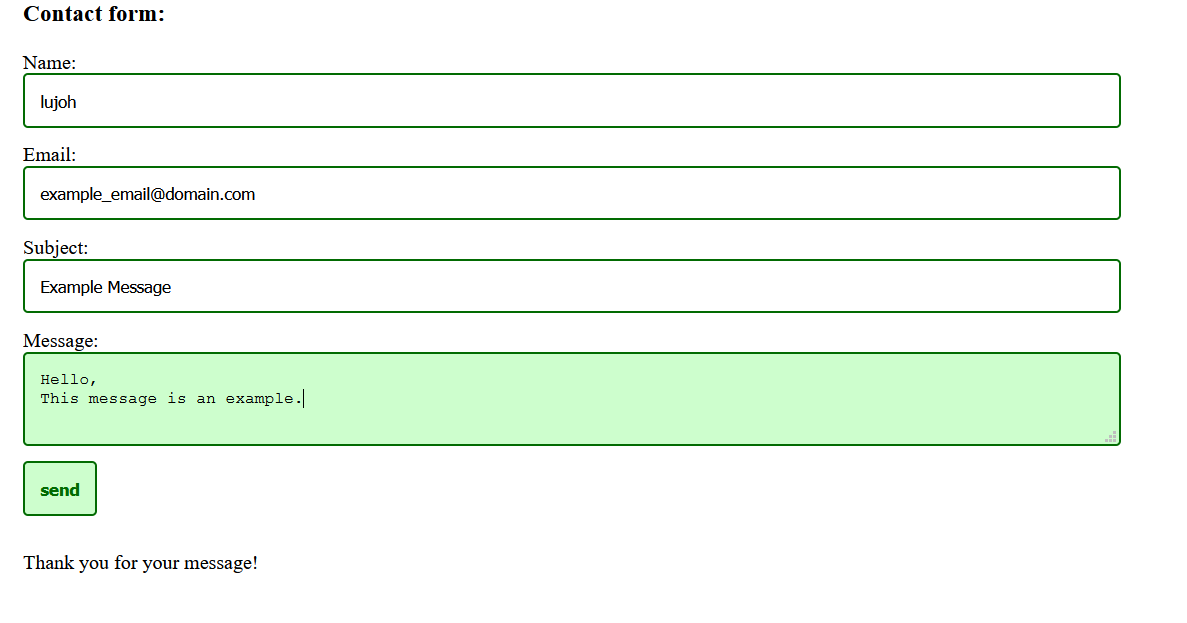 Contact form:
Name:
lujoh
Email:
example_email@domain.com
Subject:
Example Message
Message:
Hello,
This message is an example.
send
Thank you for your message!